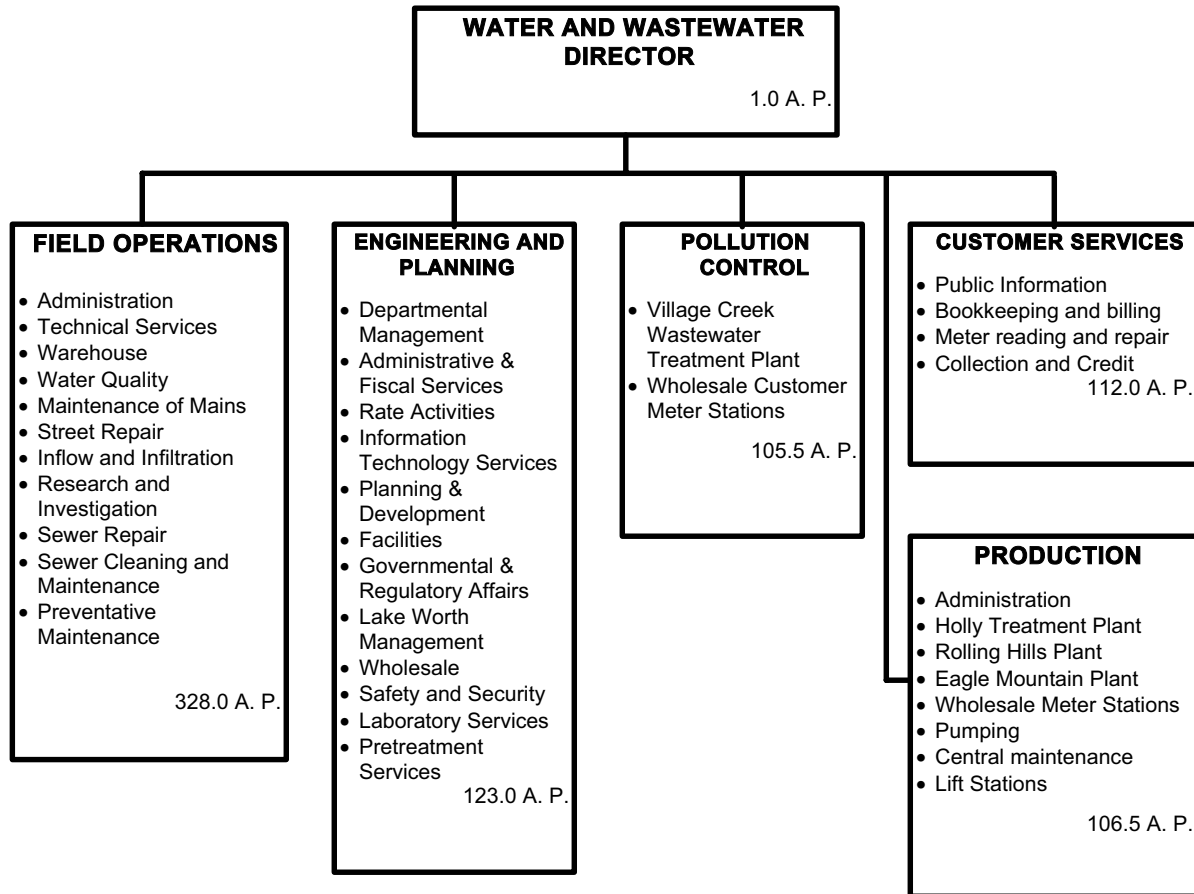 WATER AND WASTEWATER
DIRECTOR
1.0 A. P.
FIELD OPERATIONS
• Administration
• Technical Services
• Warehouse
• Water Quality
• Maintenance of Mains
• Street Repair
• Inflow and Infiltration
• Research and
Investigation
• Sewer Repair
• Sewer Cleaning and
Maintenance
• Preventative
Maintenance
328.0 A. P.
ENGINEERING AND
PLANNING
• Departmental
Management
• Administrative &
Fiscal Services
• Rate Activities
• Information
Technology Services
• Planning &
Development
• Facilities
• Governmental &
Regulatory Affairs
• Lake Worth
Management
• Wholesale
• Safety and Security
• Laboratory Services
• Pretreatment
Services
123.0 A. P.
POLLUTION
CONTROL
• Village Creek
Wastewater
Treatment Plant
• Wholesale Customer
Meter Stations
105.5 A. P.
CUSTOMER SERVICES
• Public Information
• Bookkeeping and billing
• Meter reading and repair
• Collection and Credit
112.0 A. P.
PRODUCTION
• Administration
• Holly Treatment Plant
• Rolling Hills Plant
• Eagle Mountain Plant
• Wholesale Meter Stations
• Pumping
• Central maintenance
• Lift Stations
106.5 A. P.